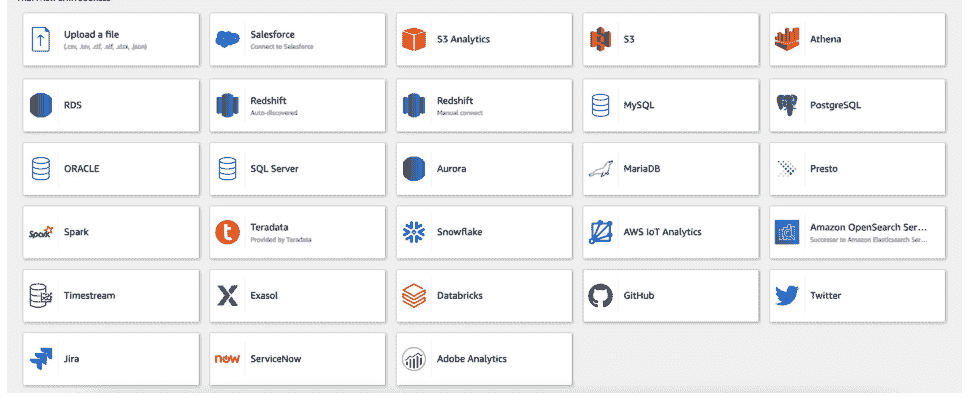 Upload a file
(.csv, .tsv, .clf, .elf, .xlsx, .json)
Salesforce
Connect to Salesforce
S3 Analytics
S3
Athena
RDS
Redshift
Auto-discovered
Redshift
Manual connect
MySQL
PostgreSQL
ORACLE
SQL Server
Aurora
MariaDB
Presto
Spark
Spark
Teradata
Provided by Teradata
Snowflake
AWS IoT Analytics
Amazon OpenSearch Ser...
Successor to Amazon Elasticsearch Ser...
Timestream
Exasol
Databricks
GitHub
Twitter
Jira
now
ServiceNow
Adobe Analytics